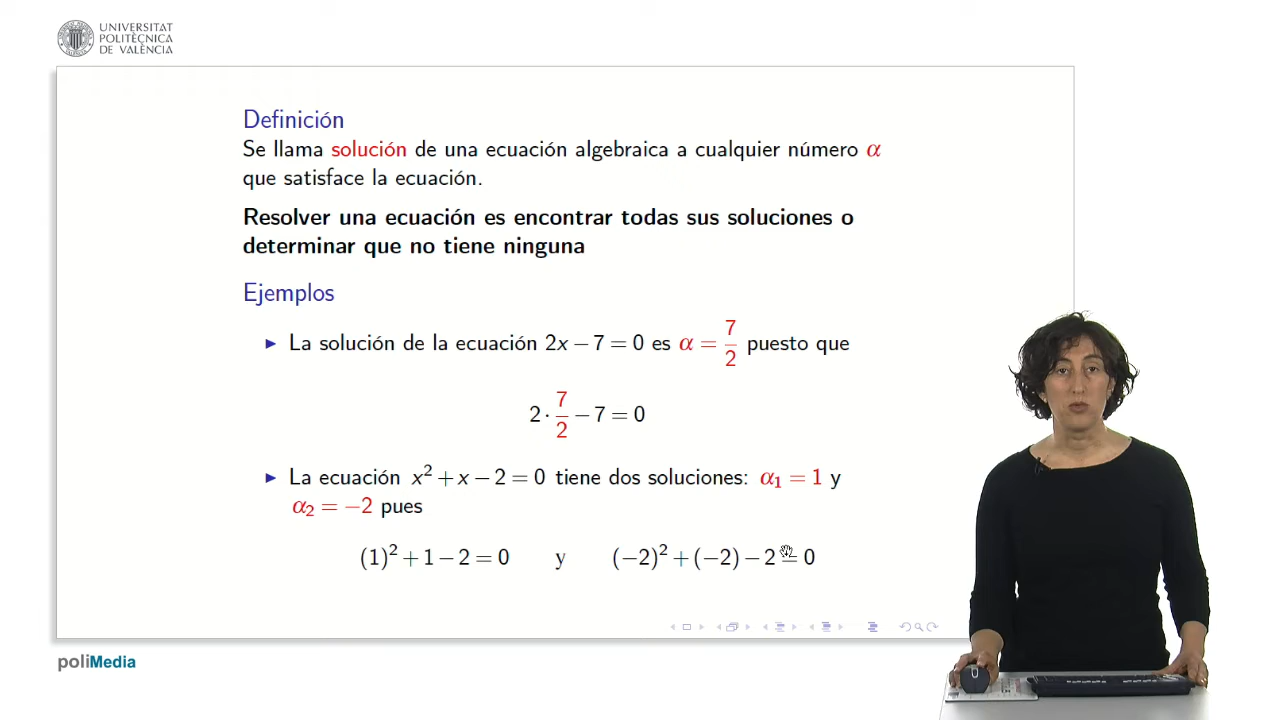 UNIVERSITAT
POLITÈCNICA
DE VALÈNCIA
Definición
Se llama solución de una ecuación algebraica a cualquier número α
que satisface la ecuación.
Resolver una ecuación es encontrar todas sus soluciones o
determinar que no tiene ninguna
Ejemplos
▶ La solución de la ecuación 2x − 7 = 0 es α = 7/2 puesto que
2 · 7/2 − 7 = 0
▶ La ecuación x² + x − 2 = 0 tiene dos soluciones: α₁ = 1 y
α₂ = −2 pues
(1)² + 1 − 2 = 0 y (−2)² + (−2) − 2 = 0
poliMedia